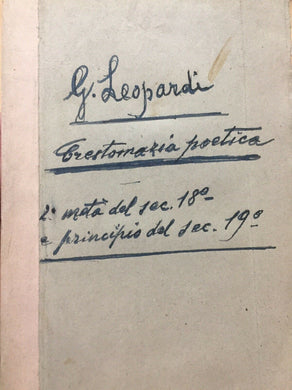 G. Leopardi
Crestomazia poetica
2ª metà del sec. 18º
e principio del sec. 19º